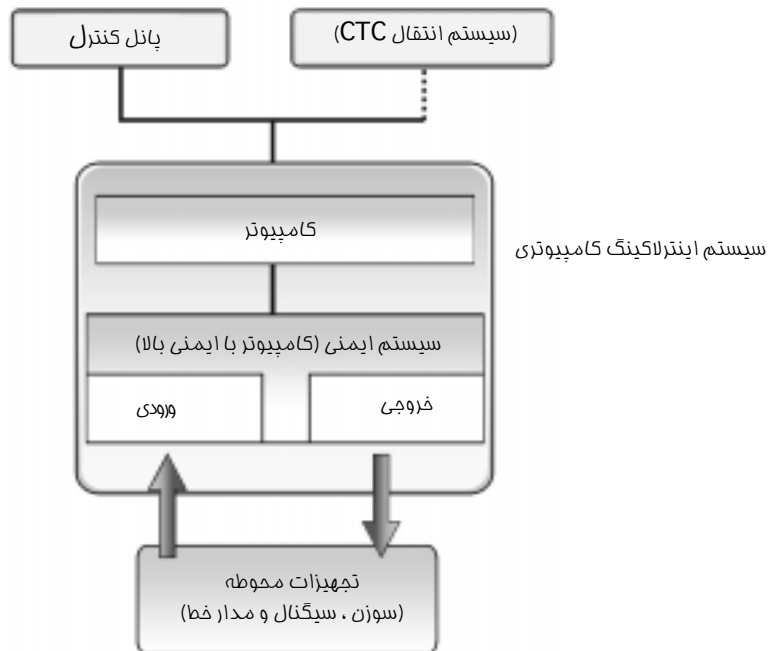 پانل کنترل
(سیستم انتقال CTC)
کامپیوتر
سیستم اینترلاکینگ کامپیوتری
سیستم ایمنی (کامپیوتر با ایمنی بالا)
خروجی
ورودی
تجهیزات محوطه
(سوزن ، سیگنال و مدار خط)